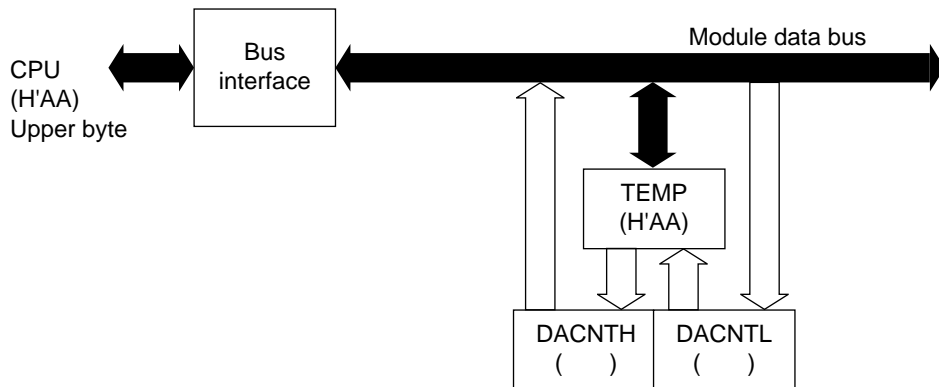 Module data bus
CPU
(H'AA)
Upper byte
Bus
interface
TEMP
(H'AA)
DACNTH
( )
DACNTL
( )